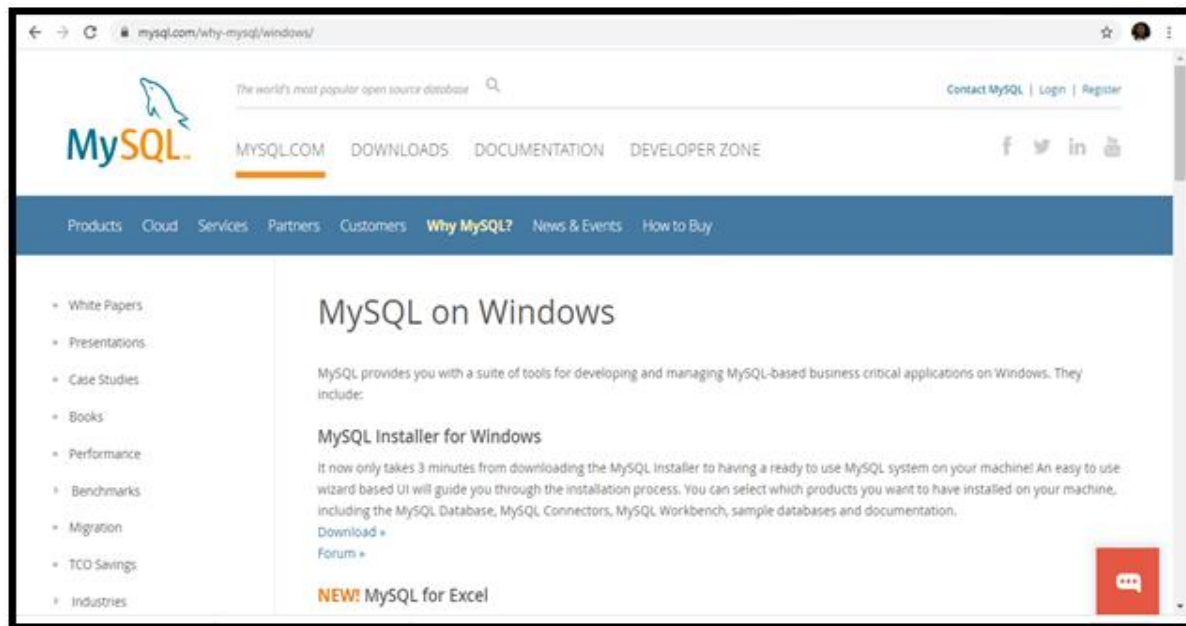 mysql.com/why-mysql/windows/
The world's most popular open source database
Contact MySQL | Login | Register
MySQL™
MYSQL.COM DOWNLOADS DOCUMENTATION DEVELOPER ZONE
f in You Tube
Products Cloud Services Partners Customers Why MySQL? News & Events How to Buy
White Papers
Presentations
Case Studies
Books
Performance
Benchmarks
Migration
TCO Savings
Industries
MySQL on Windows
MySQL provides you with a suite of tools for developing and managing MySQL-based business critical applications on Windows. They
include:
MySQL Installer for Windows
It now only takes 3 minutes from downloading the MySQL Installer to having a ready to use MySQL system on your machine! An easy to use
wizard based UI will guide you through the installation process. You can select which products you want to have installed on your machine,
including the MySQL Database, MySQL Connectors, MySQL Workbench, sample databases and documentation.
Download »
Forum »
NEW! MySQL for Excel